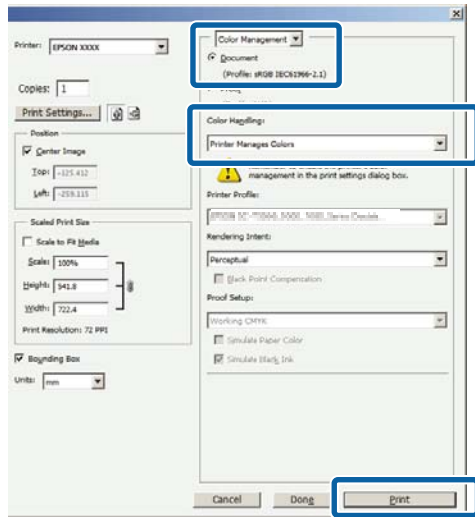 Printer: EPSON XXXX
Copies: 1
Print Settings...
Position
Center Image
Top: -125.412
Left: -259.115
Scaled Print Size
Scale to Fit Media
Scale: 100%
Height: 541.8
Width: 722.4
Print Resolution: 72 PPI
Bounding Box
Units: mm
Color Management
Document
(Profile: sRGB IEC61966-2.1)
Color Handling:
Printer Manages Colors
management in the print settings dialog box.
Printer Profile:
Rendering Intent:
Perceptual
Black Point Compensation
Proof Setup:
Working CMYK
Simulate Paper Color
Simulate Black Ink
Cancel
Done
Print